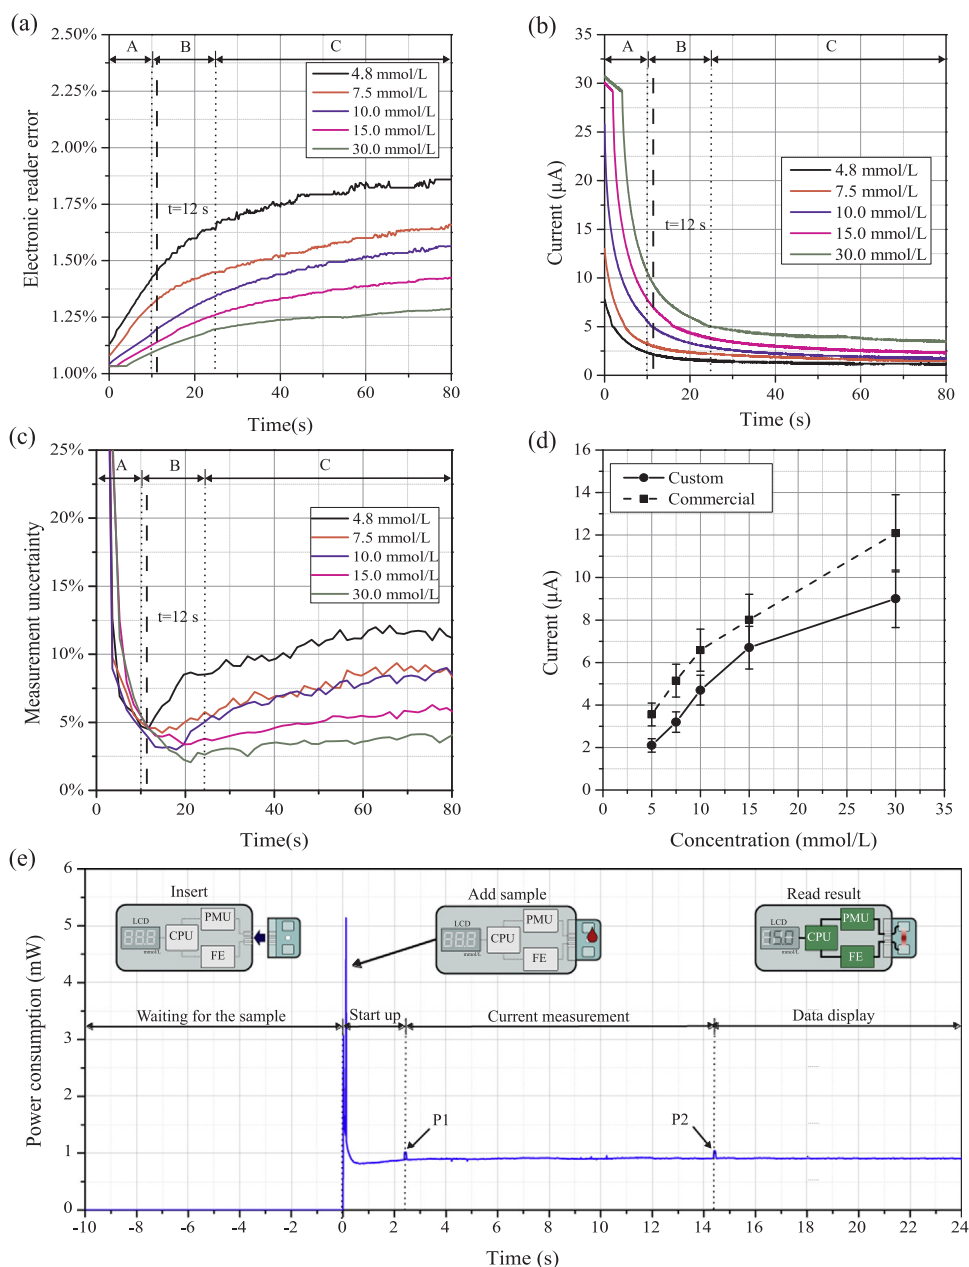 (a)
2.50%
2.25%
2.00%
1.75%
1.50%
1.25%
1.00%
Electronic reader error
A
B
C
4.8 mmol/L
7.5 mmol/L
10.0 mmol/L
15.0 mmol/L
30.0 mmol/L
t=12 s
0 20 40 60 80
Time(s)
(b)
35
30
25
20
15
10
5
0
Current (µA)
A
B
C
4.8 mmol/L
7.5 mmol/L
10.0 mmol/L
15.0 mmol/L
30.0 mmol/L
t=12 s
0 20 40 60 80
Time (s)
(c)
25%
20%
15%
10%
5%
0%
Measurement uncertainty
A
B
C
4.8 mmol/L
7.5 mmol/L
10.0 mmol/L
15.0 mmol/L
30.0 mmol/L
t=12 s
0 20 40 60 80
Time(s)
(d)
16
14
12
10
8
6
4
2
0
Current (µA)
Custom
Commercial
0 5 10 15 20 25 30 35
Concentration (mmol/L)
(e)
6
5
4
3
2
1
0
Power consumption (mW)
Insert
LCD
CPU
PMU
FE
mmol/L
Add sample
LCD
CPU
PMU
FE
mmol/L
Read result
LCD
15.0
CPU
PMU
FE
mmol/L
Waiting for the sample
Start up
Current measurement
Data display
P1
P2
-10 -8 -6 -4 -2 0 2 4 6 8 10 12 14 16 18 20 22 24
Time (s)